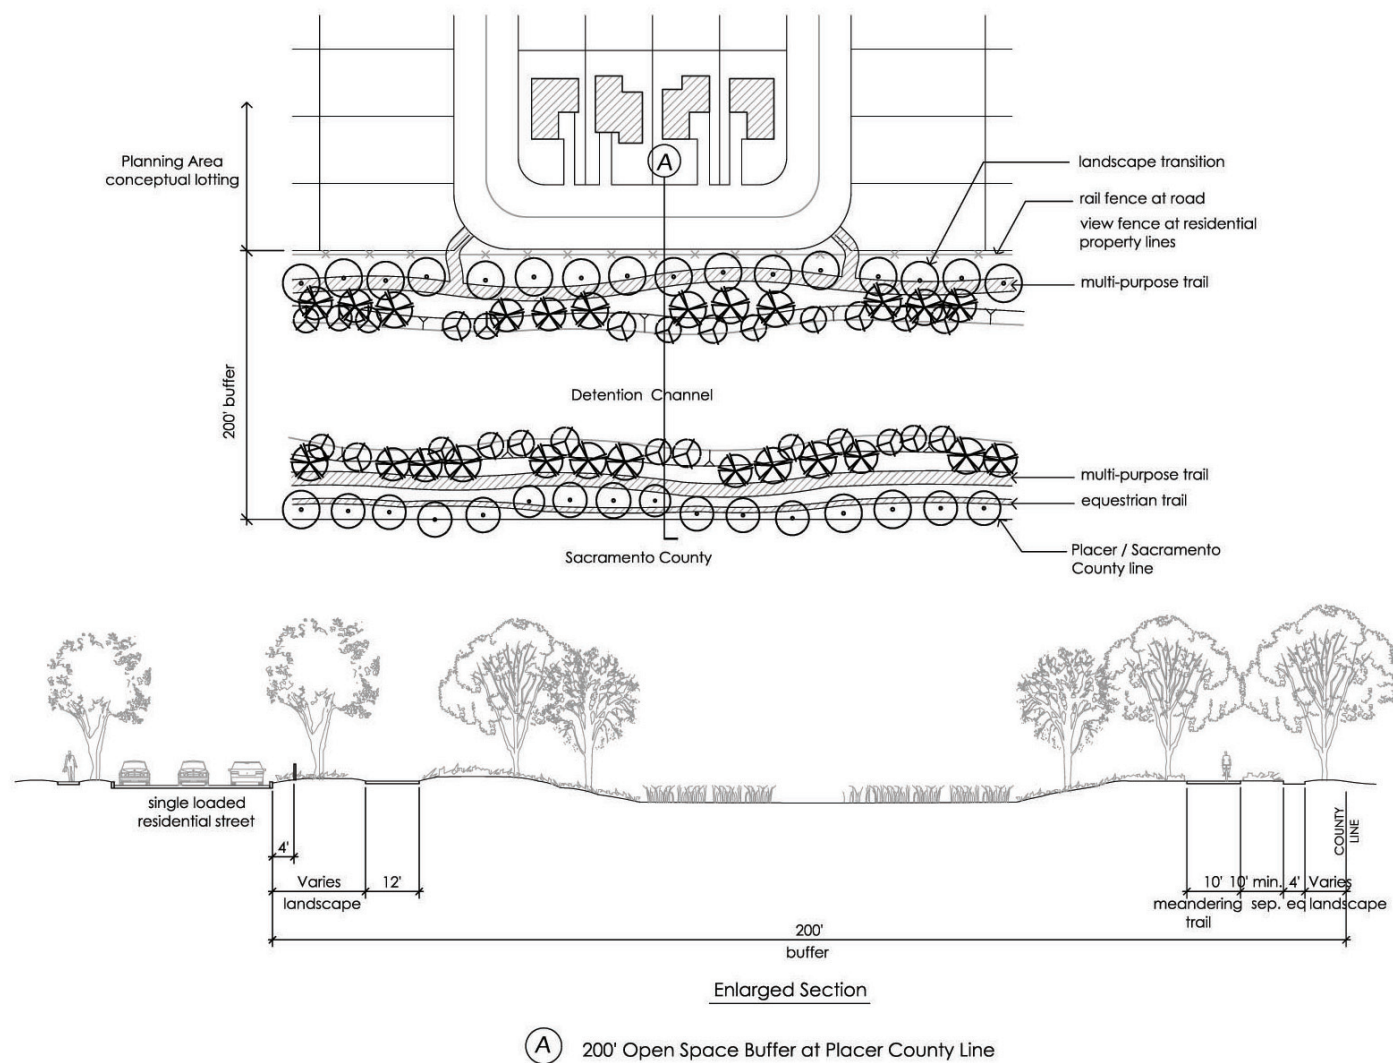 A
Planning Area
conceptual lotting
landscape transition
rail fence at road
view fence at residential
property lines
multi-purpose trail
200' buffer
Detention Channel
multi-purpose trail
equestrian trail
Sacramento County
Placer / Sacramento
County line
single loaded
residential street
4'
Varies
landscape
12'
COUNTY
LINE
10' 10' min. 4' Varies
meandering sep. eq landscape
trail
200'
buffer
Enlarged Section
A 200' Open Space Buffer at Placer County Line